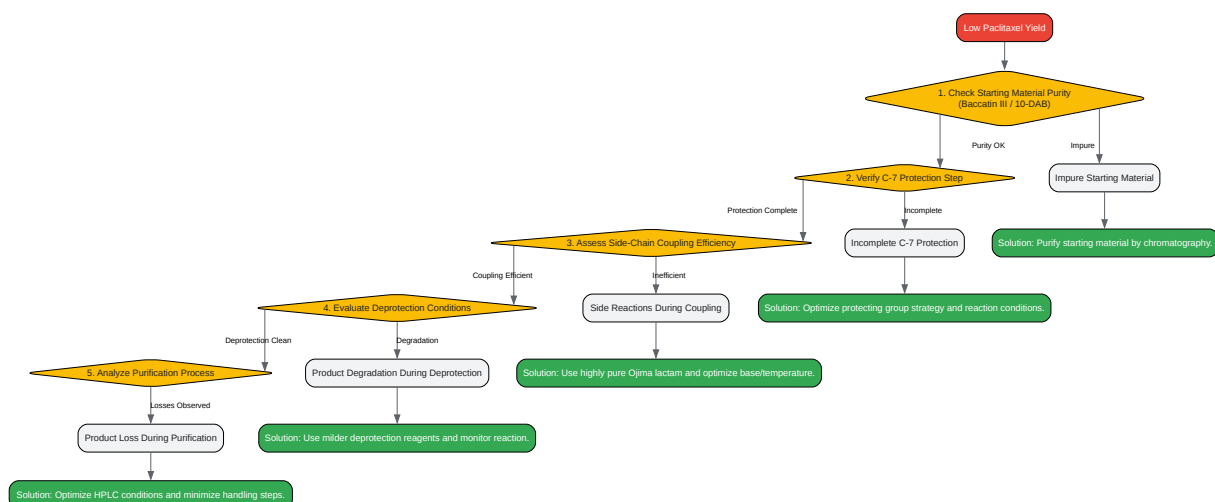 Low Paclitaxel Yield
1. Check Starting Material Purity
(Baccatin III / 10-DAB)
Purity OK
Impure
2. Verify C-7 Protection Step
Impure Starting Material
Protection Complete
Incomplete
3. Assess Side-Chain Coupling Efficiency
Incomplete C-7 Protection
Solution: Purify starting material by chromatography.
Coupling Efficient
Inefficient
4. Evaluate Deprotection Conditions
Side Reactions During Coupling
Solution: Optimize protecting group strategy and reaction conditions.
Deprotection Clean
Degradation
5. Analyze Purification Process
Product Degradation During Deprotection
Solution: Use highly pure Ojima lactam and optimize base/temperature.
Losses Observed
Product Loss During Purification
Solution: Use milder deprotection reagents and monitor reaction.
Solution: Optimize HPLC conditions and minimize handling steps.